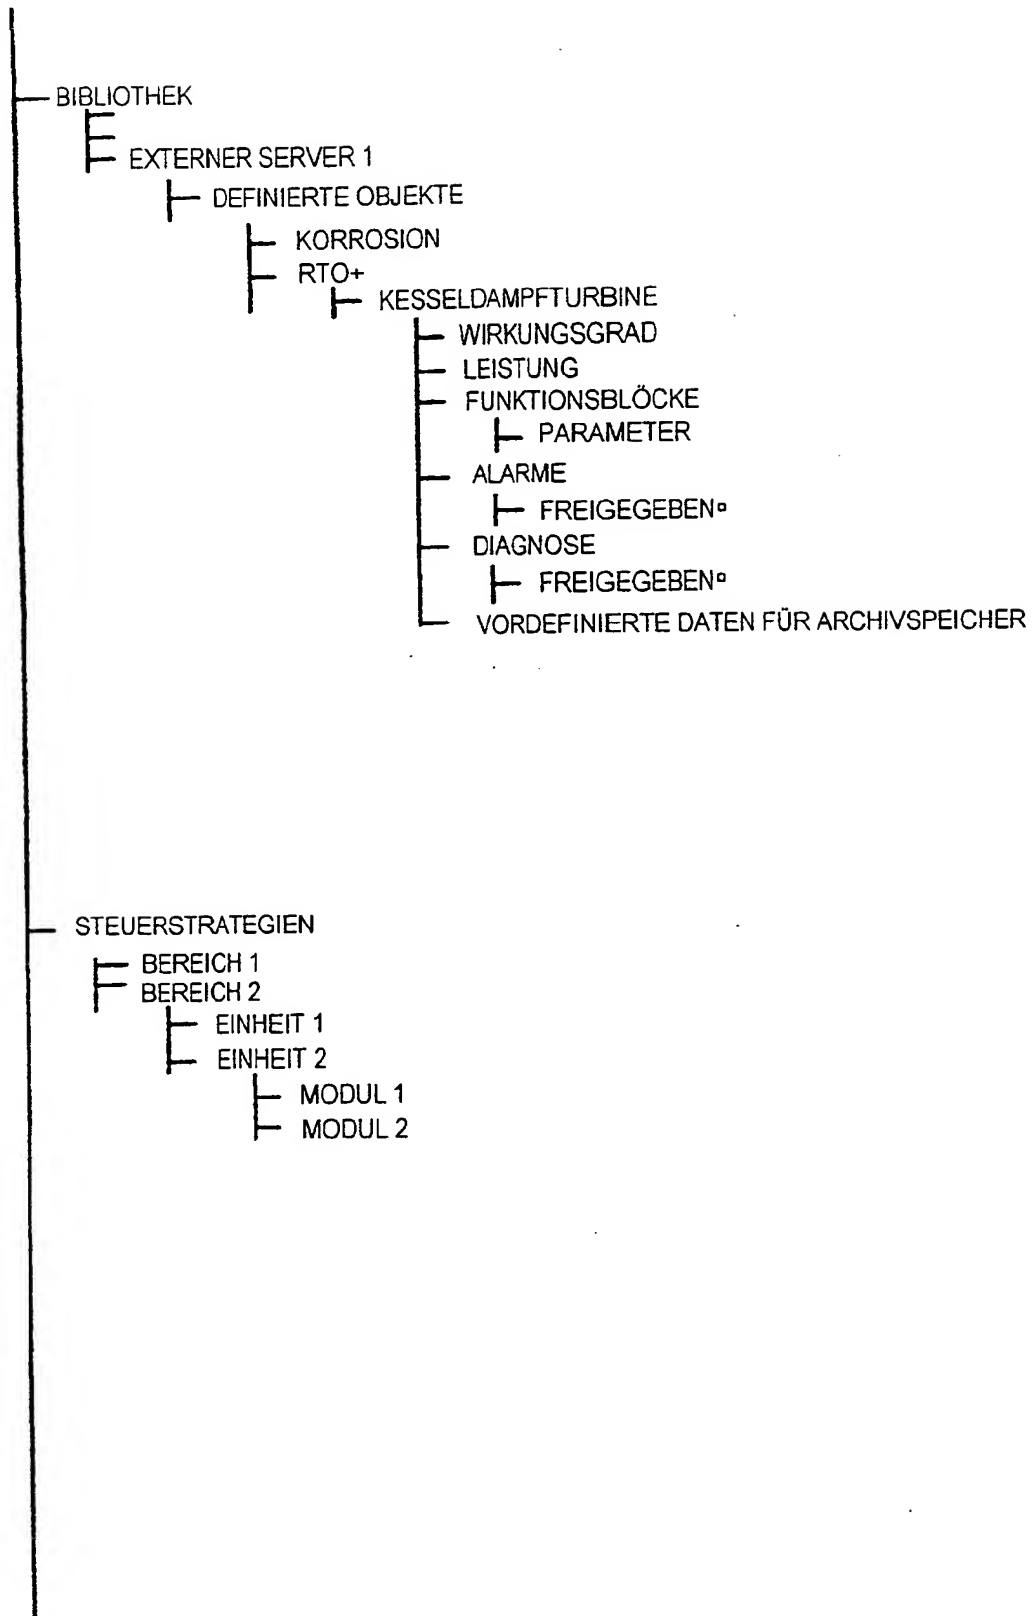 BIBLIOTHEK
EXTERNER SERVER 1
DEFINIERTE OBJEKTE
KORROSION
RTO+
KESSELDAMPFTURBINE
WIRKUNGSGRAD
LEISTUNG
FUNKTIONSBLÖCKE
PARAMETER
ALARME
FREIGEGEBEN▫
DIAGNOSE
FREIGEGEBEN▫
VORDEFINIERTE DATEN FÜR ARCHIVSPEICHER
STEUERSTRATEGIEN
BEREICH 1
BEREICH 2
EINHEIT 1
EINHEIT 2
MODUL 1
MODUL 2